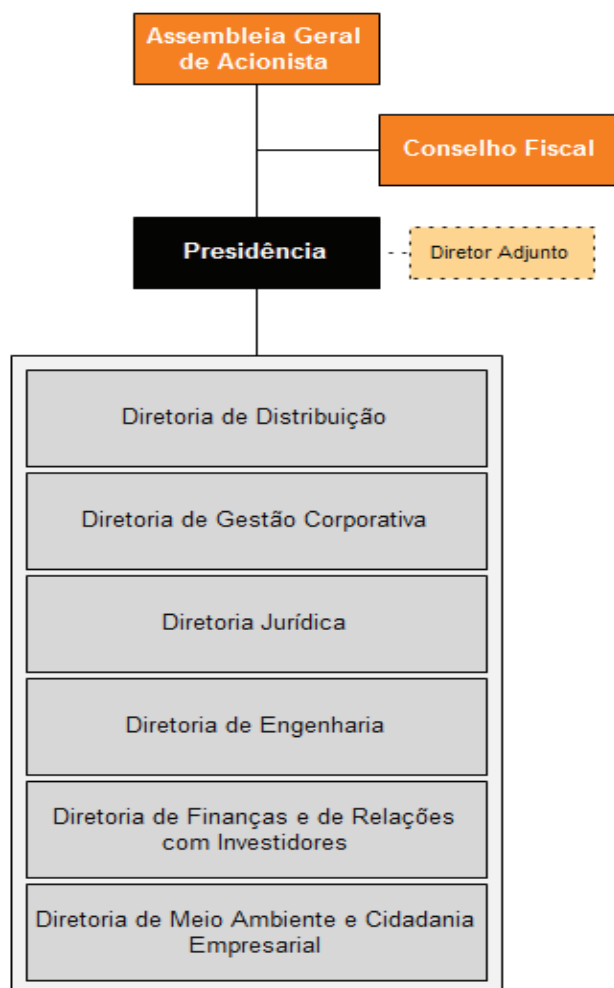 Assembleia Geral
de Acionista
Conselho Fiscal
Presidência
Diretor Adjunto
Diretoria de Distribuição
Diretoria de Gestão Corporativa
Diretoria Jurídica
Diretoria de Engenharia
Diretoria de Finanças e de Relações
com Investidores
Diretoria de Meio Ambiente e Cidadania
Empresarial